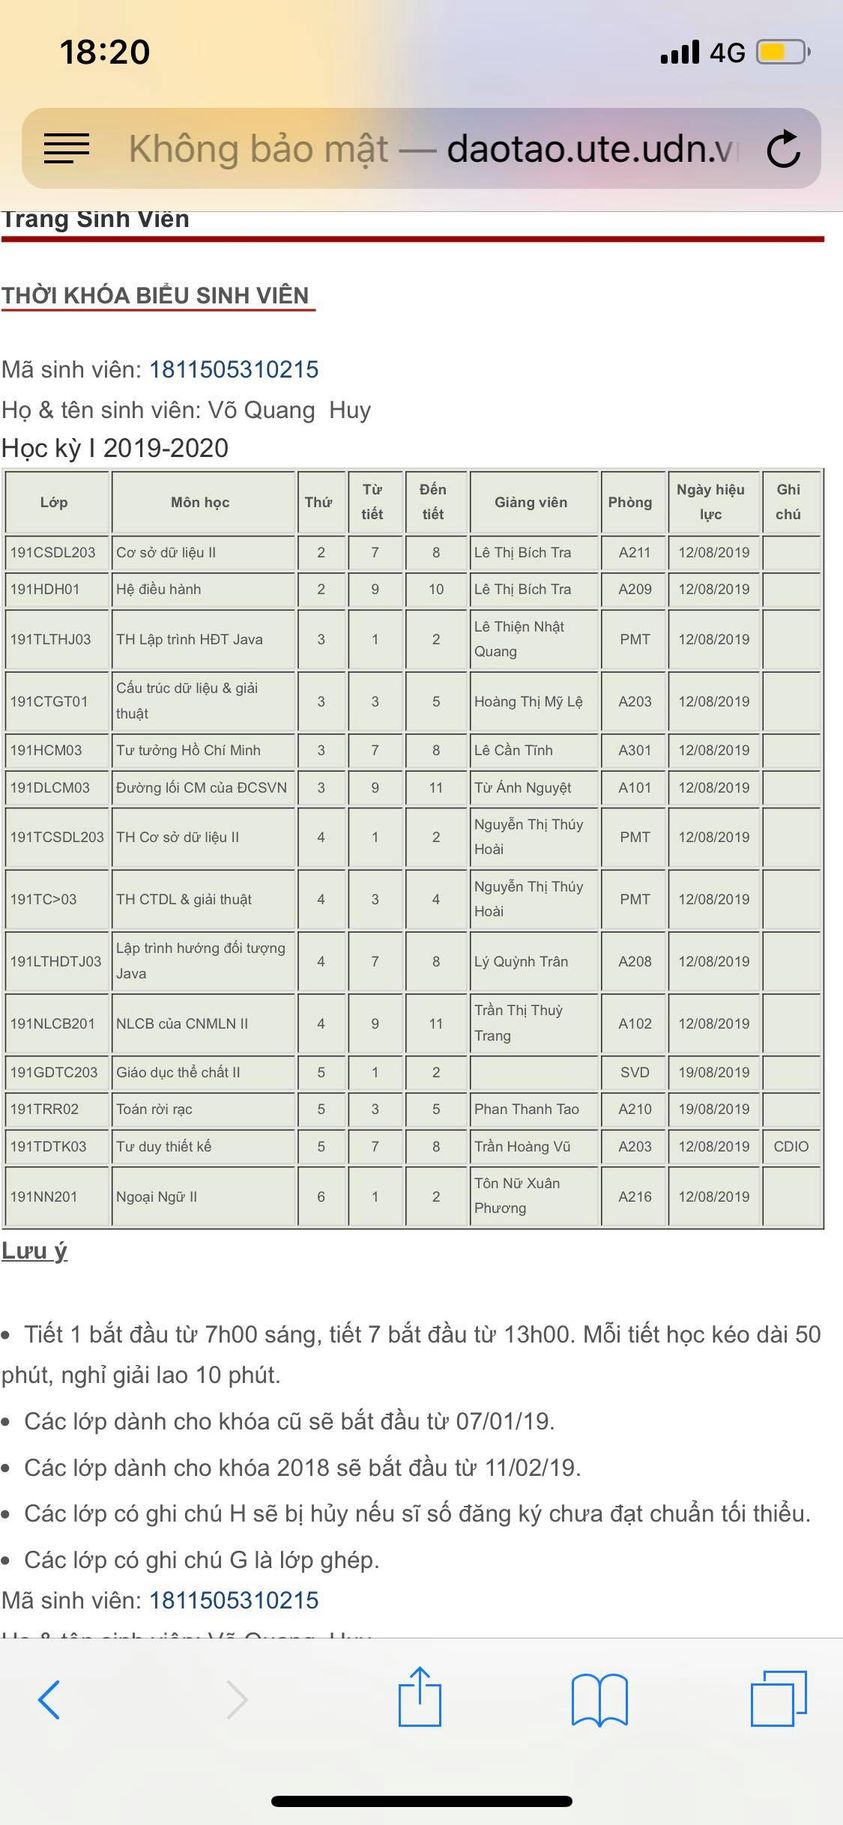 18:20
4G
Không bảo mật — daotao.ute.udn.v
Trang Sinh Viên
THỜI KHÓA BIỂU SINH VIÊN
Mã sinh viên: 1811505310215
Họ & tên sinh viên: Võ Quang Huy
Học kỳ I 2019-2020
Lớp Môn học Thứ Từ tiết Đến tiết Giảng viên Phòng Ngày hiệu lực Ghi chú
191CSDL203 Cơ sở dữ liệu II 2 7 8 Lê Thị Bích Tra A211 12/08/2019
191HDH01 Hệ điều hành 2 9 10 Lê Thị Bích Tra A209 12/08/2019
191TLTHJ03 TH Lập trình HĐT Java 3 1 2 Lê Thiện Nhật Quang PMT 12/08/2019
191CTGT01 Cấu trúc dữ liệu & giải thuật 3 3 5 Hoàng Thị Mỹ Lệ A203 12/08/2019
191HCM03 Tư tưởng Hồ Chí Minh 3 7 8 Lê Cần Tĩnh A301 12/08/2019
191DLCM03 Đường lối CM của ĐCSVN 3 9 11 Từ Ánh Nguyệt A101 12/08/2019
191TCSDL203 TH Cơ sở dữ liệu II 4 1 2 Nguyễn Thị Thúy Hoài PMT 12/08/2019
191TC>03 TH CTDL & giải thuật 4 3 4 Nguyễn Thị Thúy Hoài PMT 12/08/2019
191LTHDTJ03 Lập trình hướng đối tượng Java 4 7 8 Lý Quỳnh Trân A208 12/08/2019
191NLCB201 NLCB của CNMLN II 4 9 11 Trần Thị Thuỳ Trang A102 12/08/2019
191GDTC203 Giáo dục thể chất II 5 1 2 SVD 19/08/2019
191TRR02 Toán rời rạc 5 3 5 Phan Thanh Tao A210 19/08/2019
191TDTK03 Tư duy thiết kế 5 7 8 Trần Hoàng Vũ A203 12/08/2019 CDIO
191NN201 Ngoại Ngữ II 6 1 2 Tôn Nữ Xuân Phương A216 12/08/2019
Lưu ý
• Tiết 1 bắt đầu từ 7h00 sáng, tiết 7 bắt đầu từ 13h00. Mỗi tiết học kéo dài 50
phút, nghỉ giải lao 10 phút.
• Các lớp dành cho khóa cũ sẽ bắt đầu từ 07/01/19.
• Các lớp dành cho khóa 2018 sẽ bắt đầu từ 11/02/19.
• Các lớp có ghi chú H sẽ bị hủy nếu sĩ số đăng ký chưa đạt chuẩn tối thiểu.
• Các lớp có ghi chú G là lớp ghép.
Mã sinh viên: 1811505310215